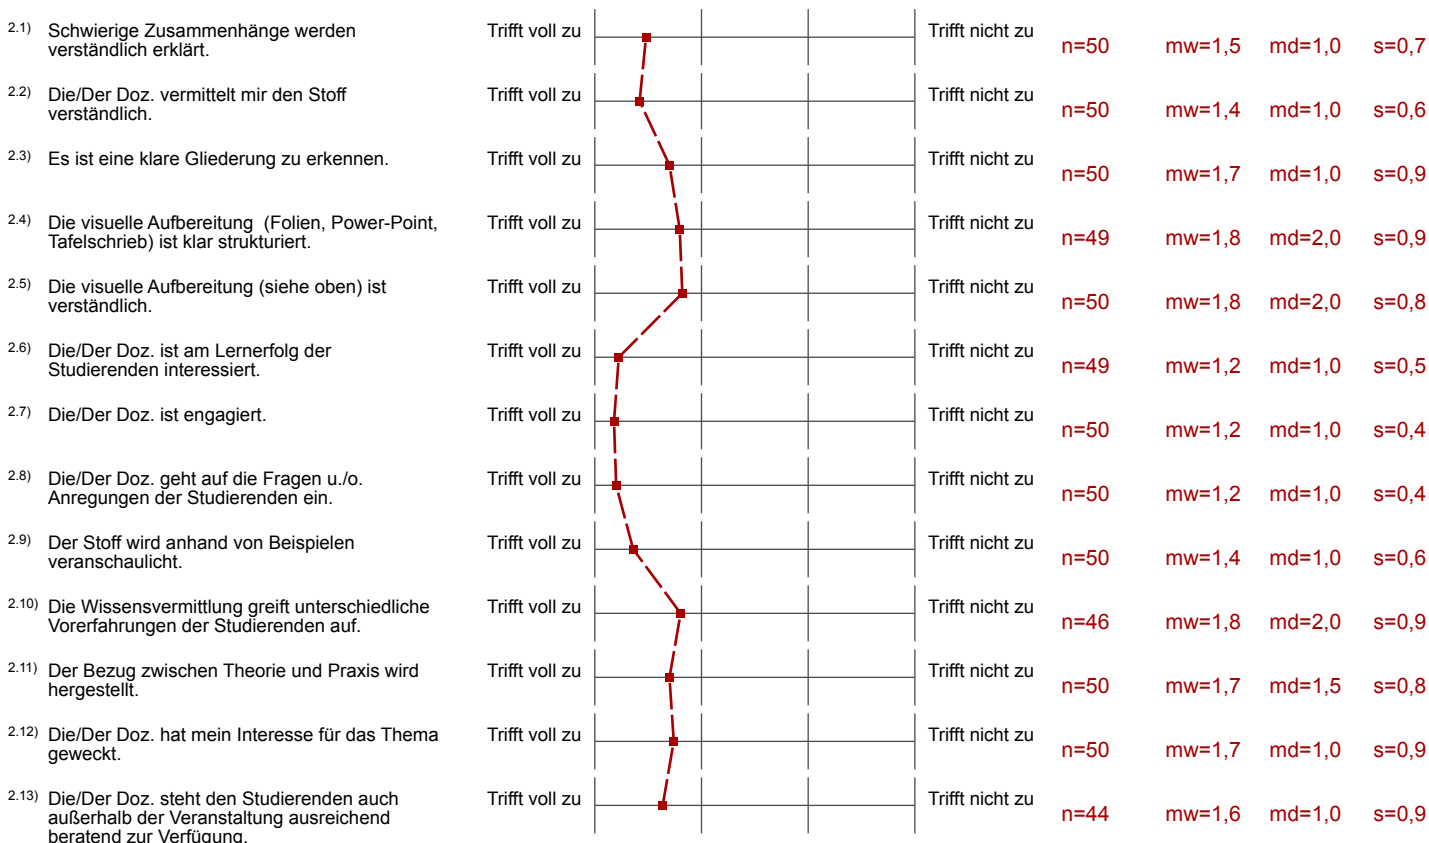 2.1) Schwierige Zusammenhänge werden Trifft voll zu Trifft nicht zu
verständlich erklärt. n=50 mw=1,5 md=1,0 s=0,7
2.2) Die/Der Doz. vermittelt mir den Stoff Trifft voll zu Trifft nicht zu
verständlich. n=50 mw=1,4 md=1,0 s=0,6
2.3) Es ist eine klare Gliederung zu erkennen. Trifft voll zu Trifft nicht zu
n=50 mw=1,7 md=1,0 s=0,9
2.4) Die visuelle Aufbereitung (Folien, Power-Point, Trifft voll zu Trifft nicht zu
Tafelschrieb) ist klar strukturiert. n=49 mw=1,8 md=2,0 s=0,9
2.5) Die visuelle Aufbereitung (siehe oben) ist Trifft voll zu Trifft nicht zu
verständlich. n=50 mw=1,8 md=2,0 s=0,8
2.6) Die/Der Doz. ist am Lernerfolg der Trifft voll zu Trifft nicht zu
Studierenden interessiert. n=49 mw=1,2 md=1,0 s=0,5
2.7) Die/Der Doz. ist engagiert. Trifft voll zu Trifft nicht zu
n=50 mw=1,2 md=1,0 s=0,4
2.8) Die/Der Doz. geht auf die Fragen u./o. Trifft voll zu Trifft nicht zu
Anregungen der Studierenden ein. n=50 mw=1,2 md=1,0 s=0,4
2.9) Der Stoff wird anhand von Beispielen Trifft voll zu Trifft nicht zu
veranschaulicht. n=50 mw=1,4 md=1,0 s=0,6
2.10) Die Wissensvermittlung greift unterschiedliche Trifft voll zu Trifft nicht zu
Vorerfahrungen der Studierenden auf. n=46 mw=1,8 md=2,0 s=0,9
2.11) Der Bezug zwischen Theorie und Praxis wird Trifft voll zu Trifft nicht zu
hergestellt. n=50 mw=1,7 md=1,5 s=0,8
2.12) Die/Der Doz. hat mein Interesse für das Thema Trifft voll zu Trifft nicht zu
geweckt. n=50 mw=1,7 md=1,0 s=0,9
2.13) Die/Der Doz. steht den Studierenden auch Trifft voll zu Trifft nicht zu
außerhalb der Veranstaltung ausreichend n=44 mw=1,6 md=1,0 s=0,9
beratend zur Verfügung.